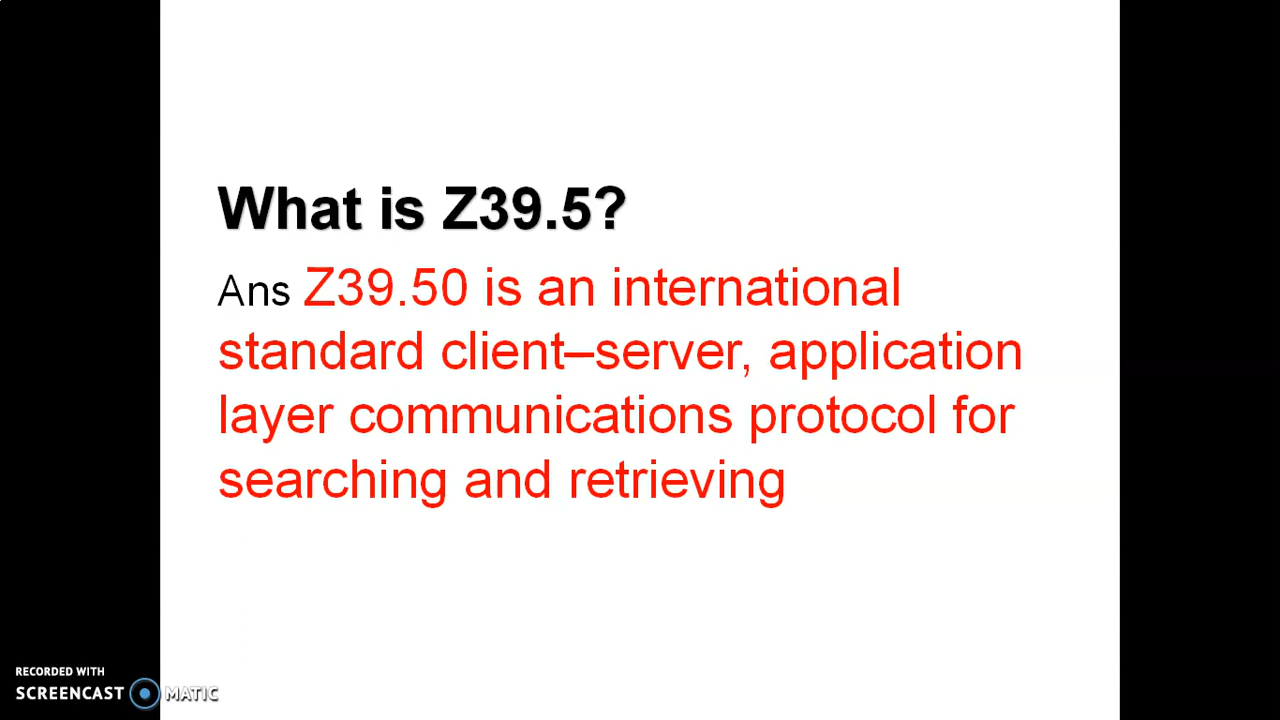 What is Z39.5?
Ans Z39.50 is an international
standard client–server, application
layer communications protocol for
searching and retrieving
RECORDED WITH
SCREENCAST MATIC